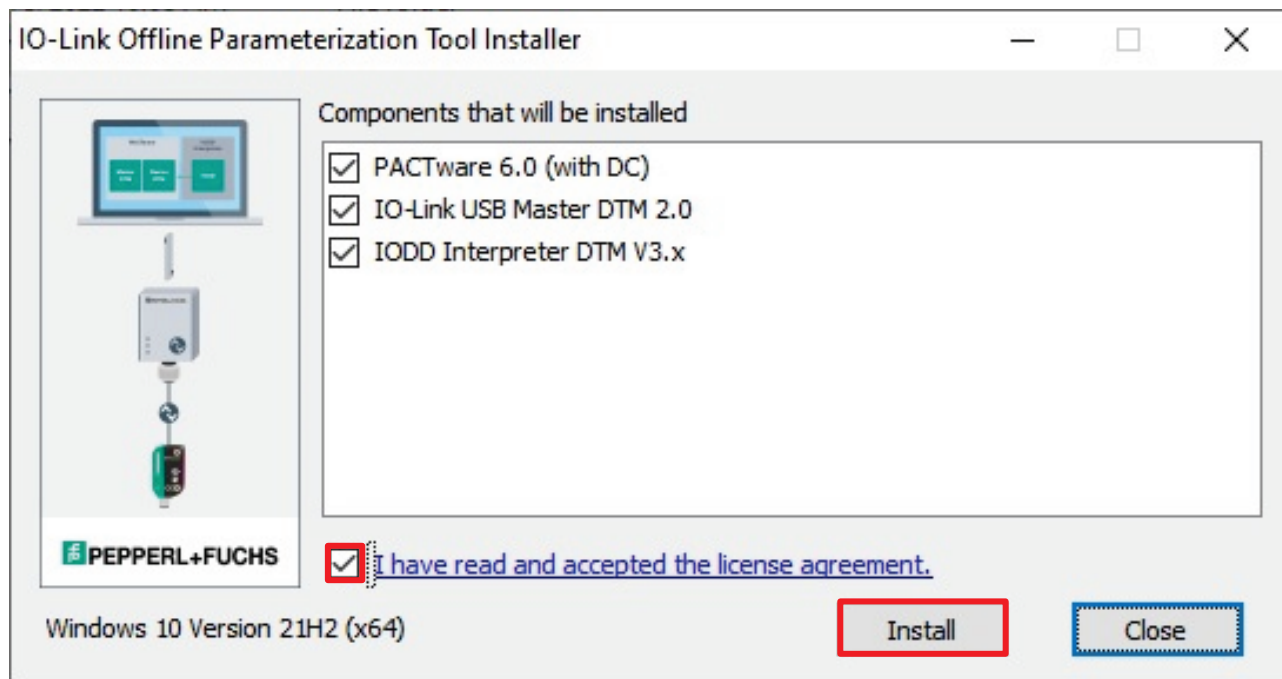 IO-Link Offline Parameterization Tool Installer
Components that will be installed
PACTware 6.0 (with DC)
IO-Link USB Master DTM 2.0
IODD Interpreter DTM V3.x
PEPPERL+FUCHS
I have read and accepted the license agreement.
Windows 10 Version 21H2 (x64)
Install
Close